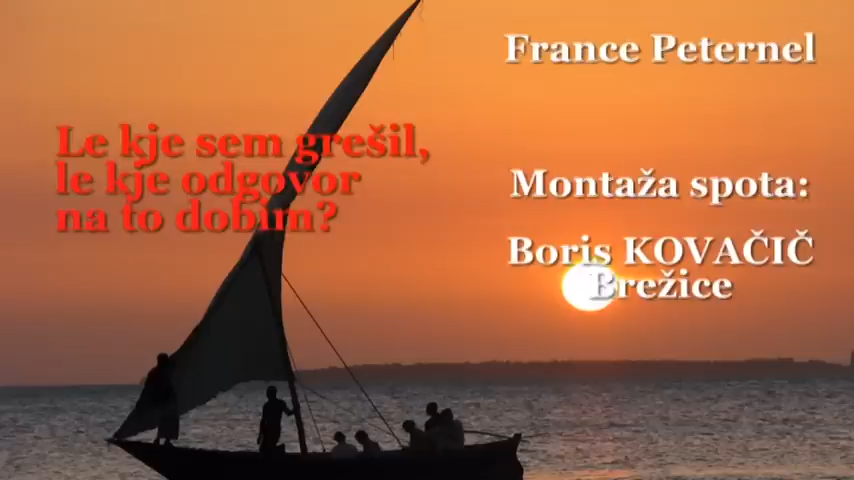 France Peternel
Le kje sem grešil,
le kje odgovor
na to dobim?
Montaža spota:
Boris KOVAČIČ
Brežice